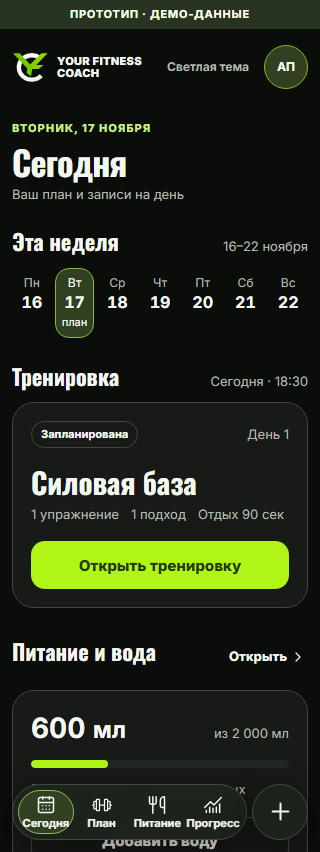 ПРОТОТИП · ДЕМО-ДАННЫЕ
YOUR FITNESS
COACH
Светлая тема
АП
ВТОРНИК, 17 НОЯБРЯ
Сегодня
Ваш план и записи на день
Эта неделя
16–22 ноября
Пн Вт Ср Чт Пт Сб Вс
16 17 18 19 20 21 22
план
Тренировка
Сегодня · 18:30
Запланирована
День 1
Силовая база
1 упражнение 1 подход Отдых 90 сек
Открыть тренировку
Питание и вода
Открыть
600 мл
из 2 000 мл
Сегодня План Питание Прогресс
Добавить воду